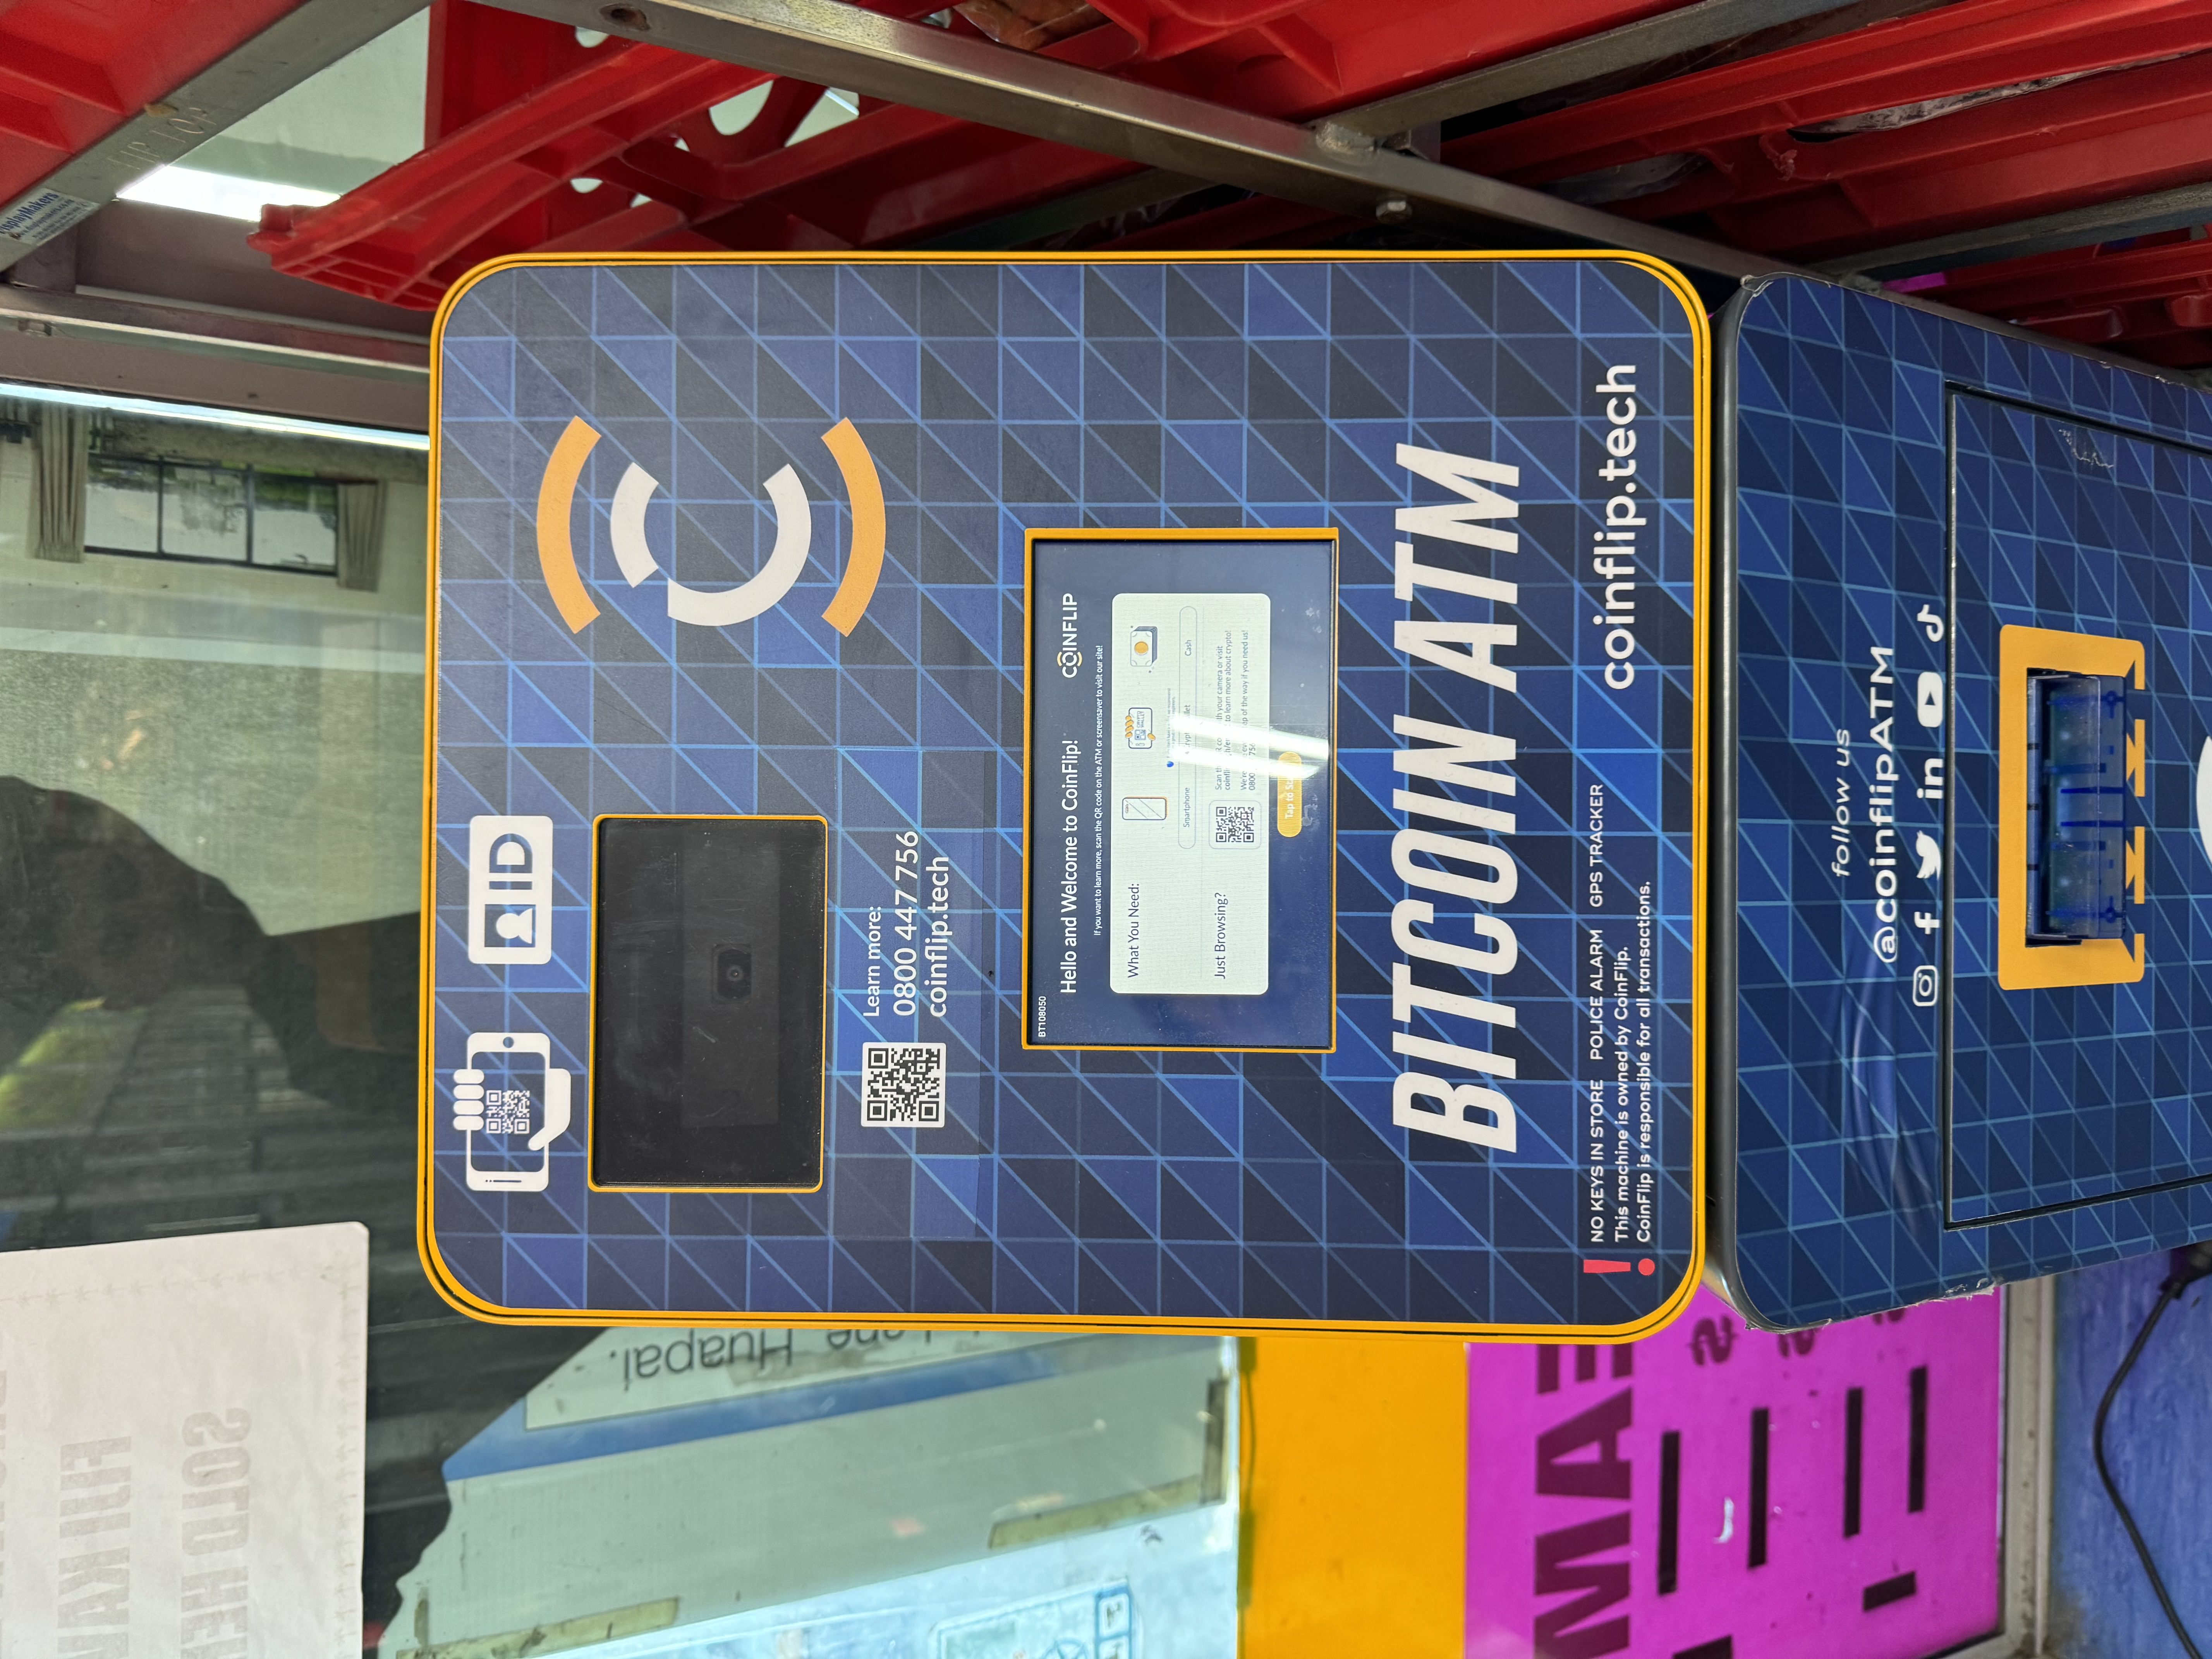 ID
Learn more:
0800 447 756
coinflip.tech
BT108050
Hello and Welcome to CoinFlip!
COINFLIP
If you want to learn more, scan the QR code on the ATM or screensaver to visit our site!
What You Need:
Smartphone
Cash
Just Browsing?
BITCOIN ATM
NO KEYS IN STORE POLICE ALARM GPS TRACKER
This machine is owned by CoinFlip.
CoinFlip is responsible for all transactions.
coinflip.tech
follow us
@coinflipATM
Huapai.
SOLD